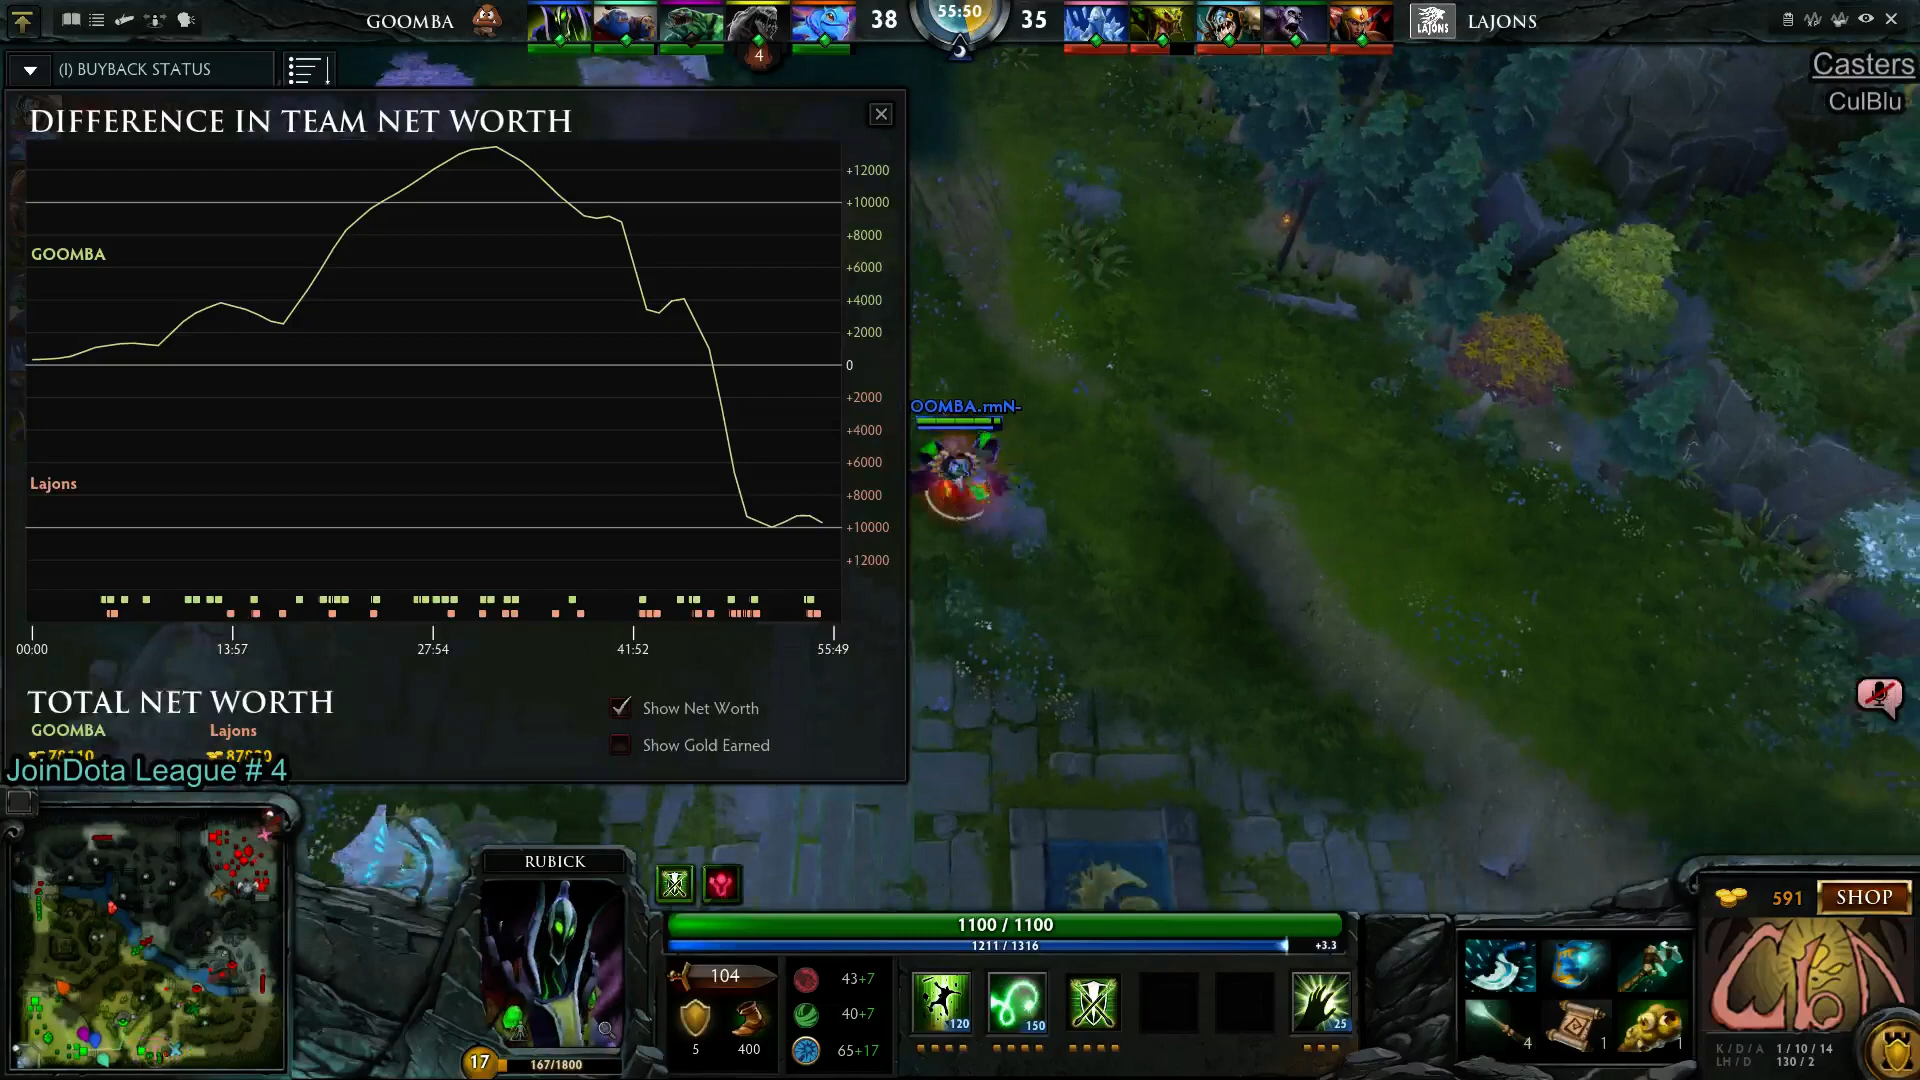 GOOMBA 38 55:50 35 LAJONS
LAJONS
4
(I) BUYBACK STATUS
Casters
CulBlu
DIFFERENCE IN TEAM NET WORTH
+12000
+10000
+8000
GOOMBA
+6000
+4000
+2000
0
+2000
+4000
+6000
Lajons
+8000
+10000
+12000
OOMBA.rmN-
00:00 13:57 27:54 41:52 55:49
TOTAL NET WORTH
GOOMBA Lajons
Show Net Worth
Show Gold Earned
JoinDota League # 4
RUBICK
1100 / 1100
1211 / 1316 +3.3
104
43+7
40+7
65+17
5 400
120 150 25
17 167/1800
4 1 1
591 SHOP
K / D / A 1 / 10 / 14
LH / D 130 / 2